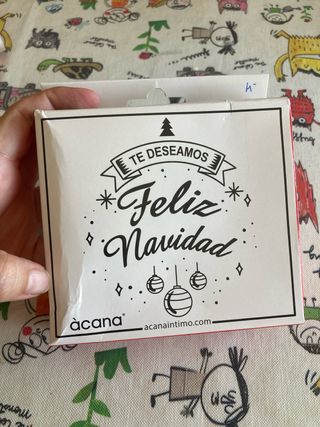 TE DESEAMOS
Feliz
Navidad
àcana®
acanaintimo.com